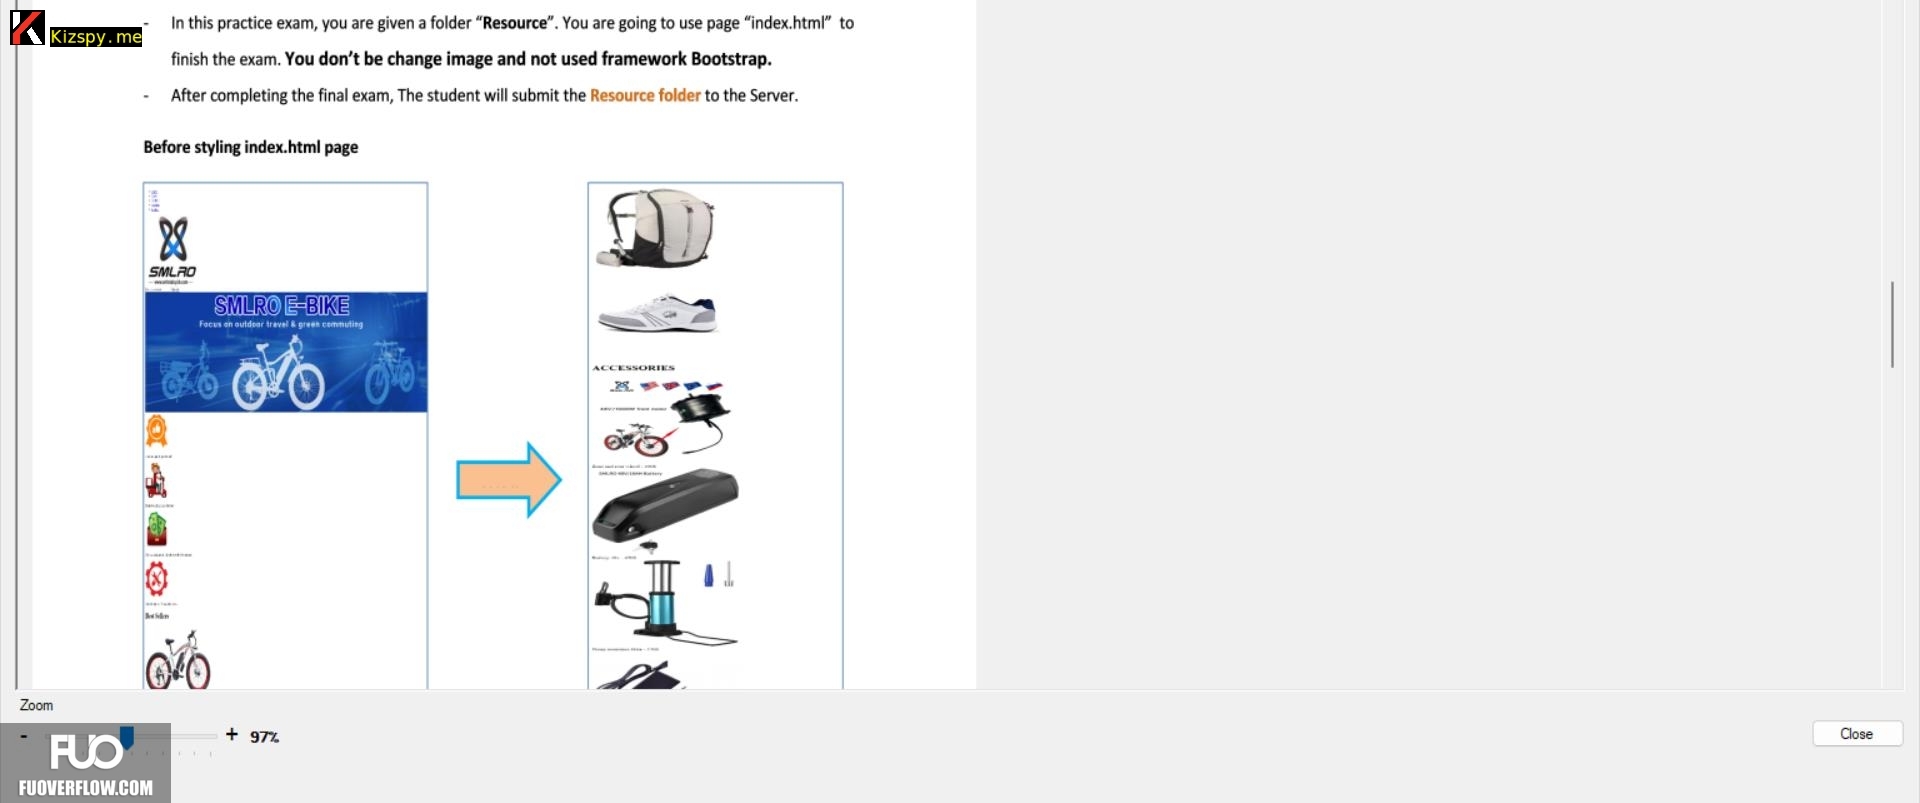 - In this practice exam, you are given a folder “Resource”. You are going to use page “index.html” to
Kizspy.me
finish the exam. You don’t be change image and not used framework Bootstrap.
- After completing the final exam, The student will submit the Resource folder to the Server.
Before styling index.html page
SMLRO
SMLRO E-BIKE
Focus on outdoor travel & green commuting
Best Sellers
ACCESSORIES
Zoom
- + 97%
Close
FUO
FUOVERFLOW.COM